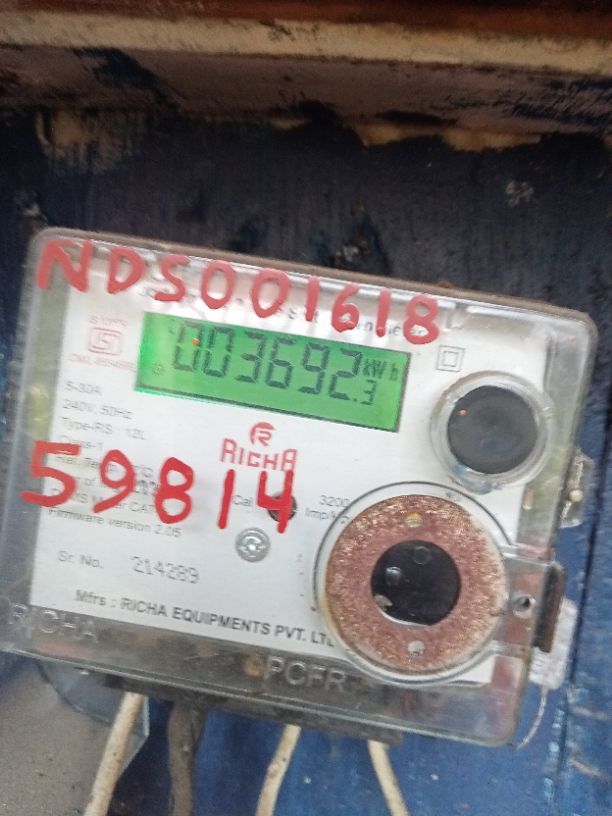 NDS001618
003692.3 kWh
5-30A
240V, 50Hz
Type-RS - 12L
Class-1
RICHA
59814
Cal
3200
Firmware version 2.05
Sr. No. 214289
Mfrs : RICHA EQUIPMENTS PVT. LTD
RICHA